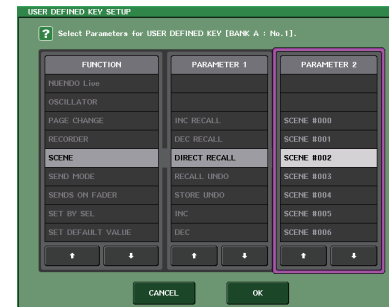 USER DEFINED KEY SETUP
? Select Parameters for USER DEFINED KEY [BANK A : No.1].
FUNCTION PARAMETER 1 PARAMETER 2
NUENDO Live
OSCILLATOR
PAGE CHANGE INC RECALL SCENE #000
RECORDER DEC RECALL SCENE #001
SCENE DIRECT RECALL SCENE #002
SEND MODE RECALL UNDO SCENE #003
SENDS ON FADER STORE UNDO SCENE #004
SET BY SEL INC SCENE #005
SET DEFAULT VALUE DEC SCENE #006
CANCEL OK